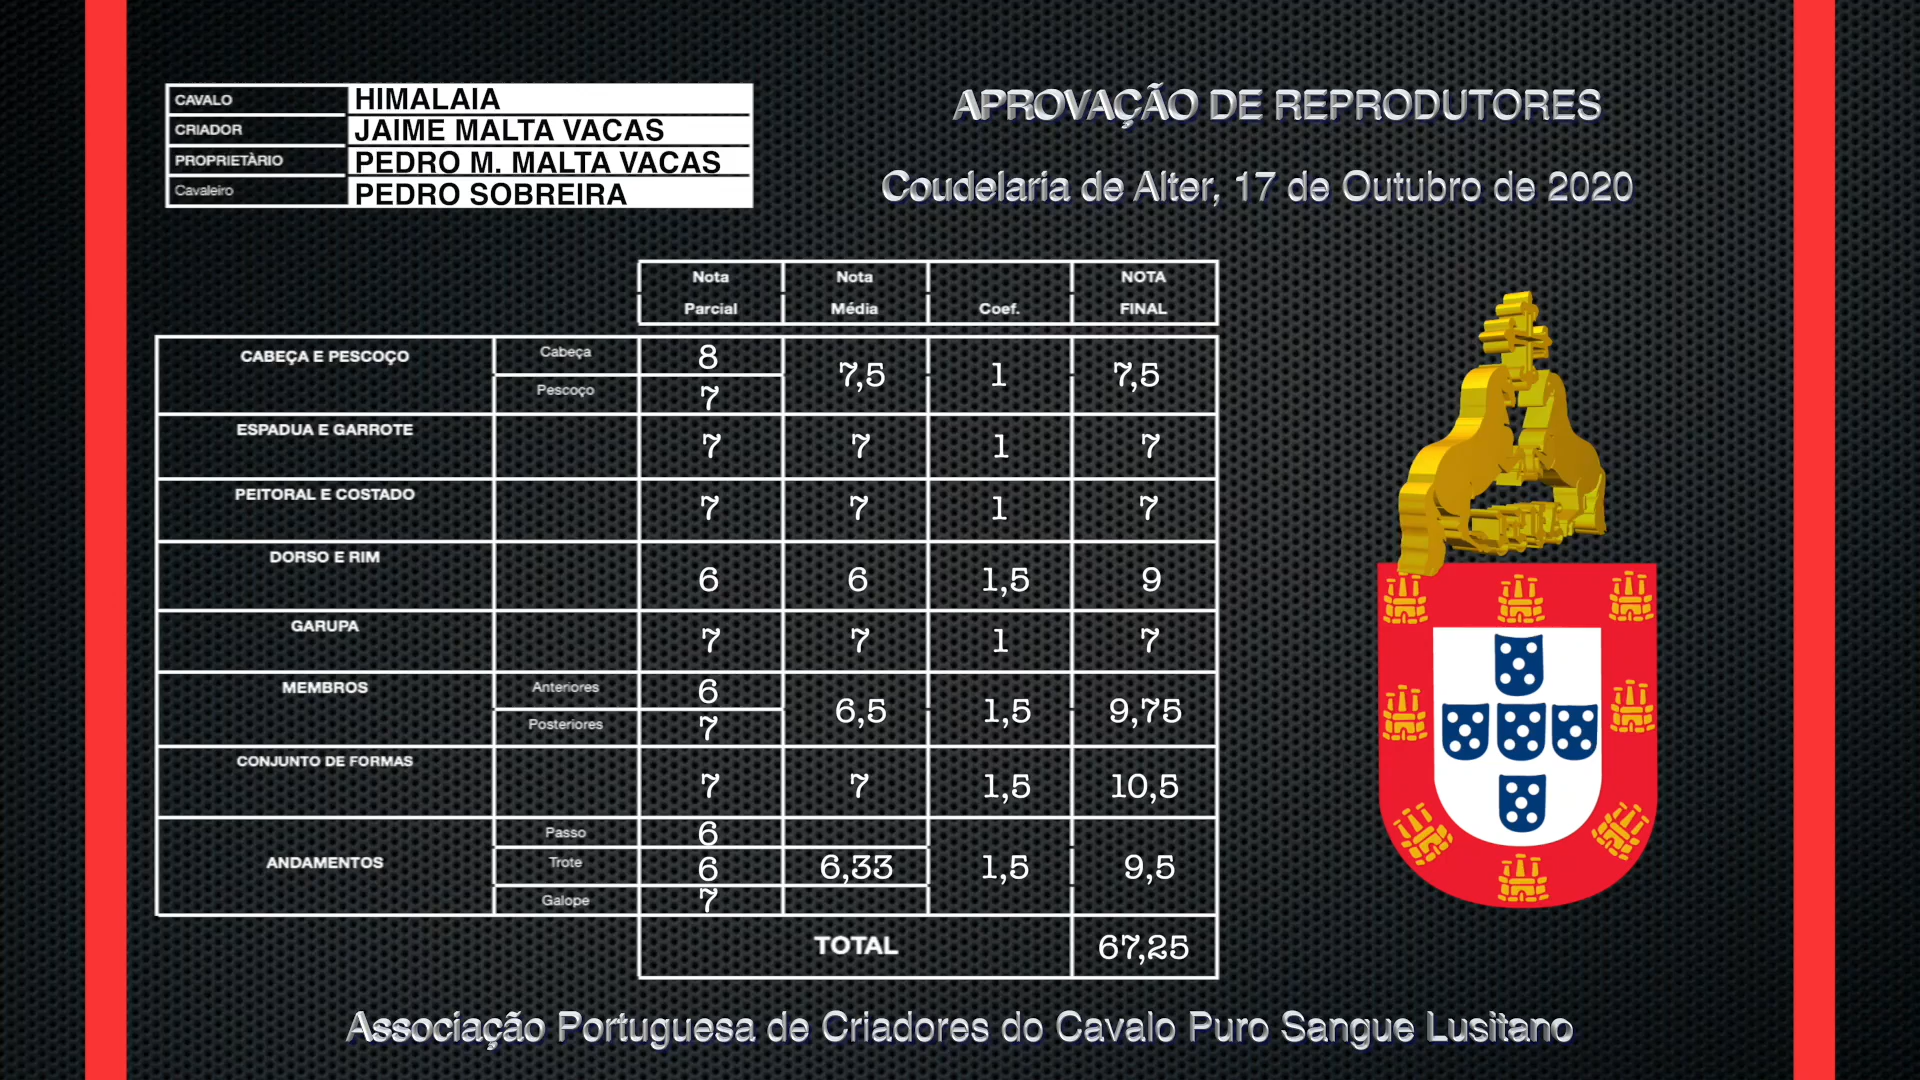 CAVALO HIMALAIA
CRIADOR JAIME MALTA VACAS
PROPRIETÀRIO PEDRO M. MALTA VACAS
Cavaleiro PEDRO SOBREIRA
APROVAÇÃO DE REPRODUTORES
Coudelaria de Alter, 17 de Outubro de 2020
Nota Nota NOTA
Parcial Média Coef. FINAL
CABEÇA E PESCOÇO Cabeça 8 7,5 1 7,5
Pescoço 7
ESPADUA E GARROTE 7 7 1 7
PEITORAL E COSTADO 7 7 1 7
DORSO E RIM 6 6 1,5 9
GARUPA 7 7 1 7
MEMBROS Anteriores 6 6,5 1,5 9,75
Posteriores 7
CONJUNTO DE FORMAS 7 7 1,5 10,5
Passo 6
ANDAMENTOS Trote 6 6,33 1,5 9,5
Galope 7
TOTAL 67,25
Associação Portuguesa de Criadores do Cavalo Puro Sangue Lusitano